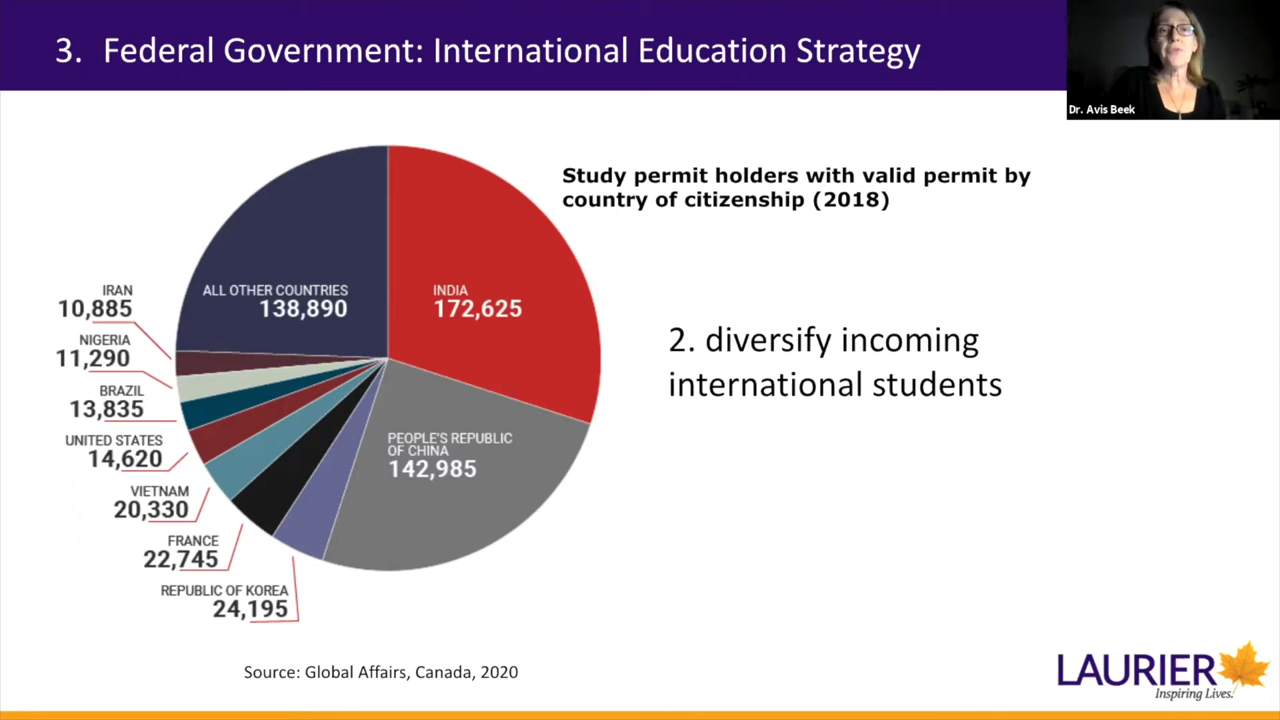 3. Federal Government: International Education Strategy
Dr. Avis Beek
Study permit holders with valid permit by
country of citizenship (2018)
ALL OTHER COUNTRIES
138,890
INDIA
172,625
IRAN
10,885
NIGERIA
11,290
BRAZIL
13,835
UNITED STATES
14,620
VIETNAM
20,330
FRANCE
22,745
REPUBLIC OF KOREA
24,195
PEOPLE'S REPUBLIC
OF CHINA
142,985
2. diversify incoming
international students
Source: Global Affairs, Canada, 2020
LAURIER
Inspiring Lives.